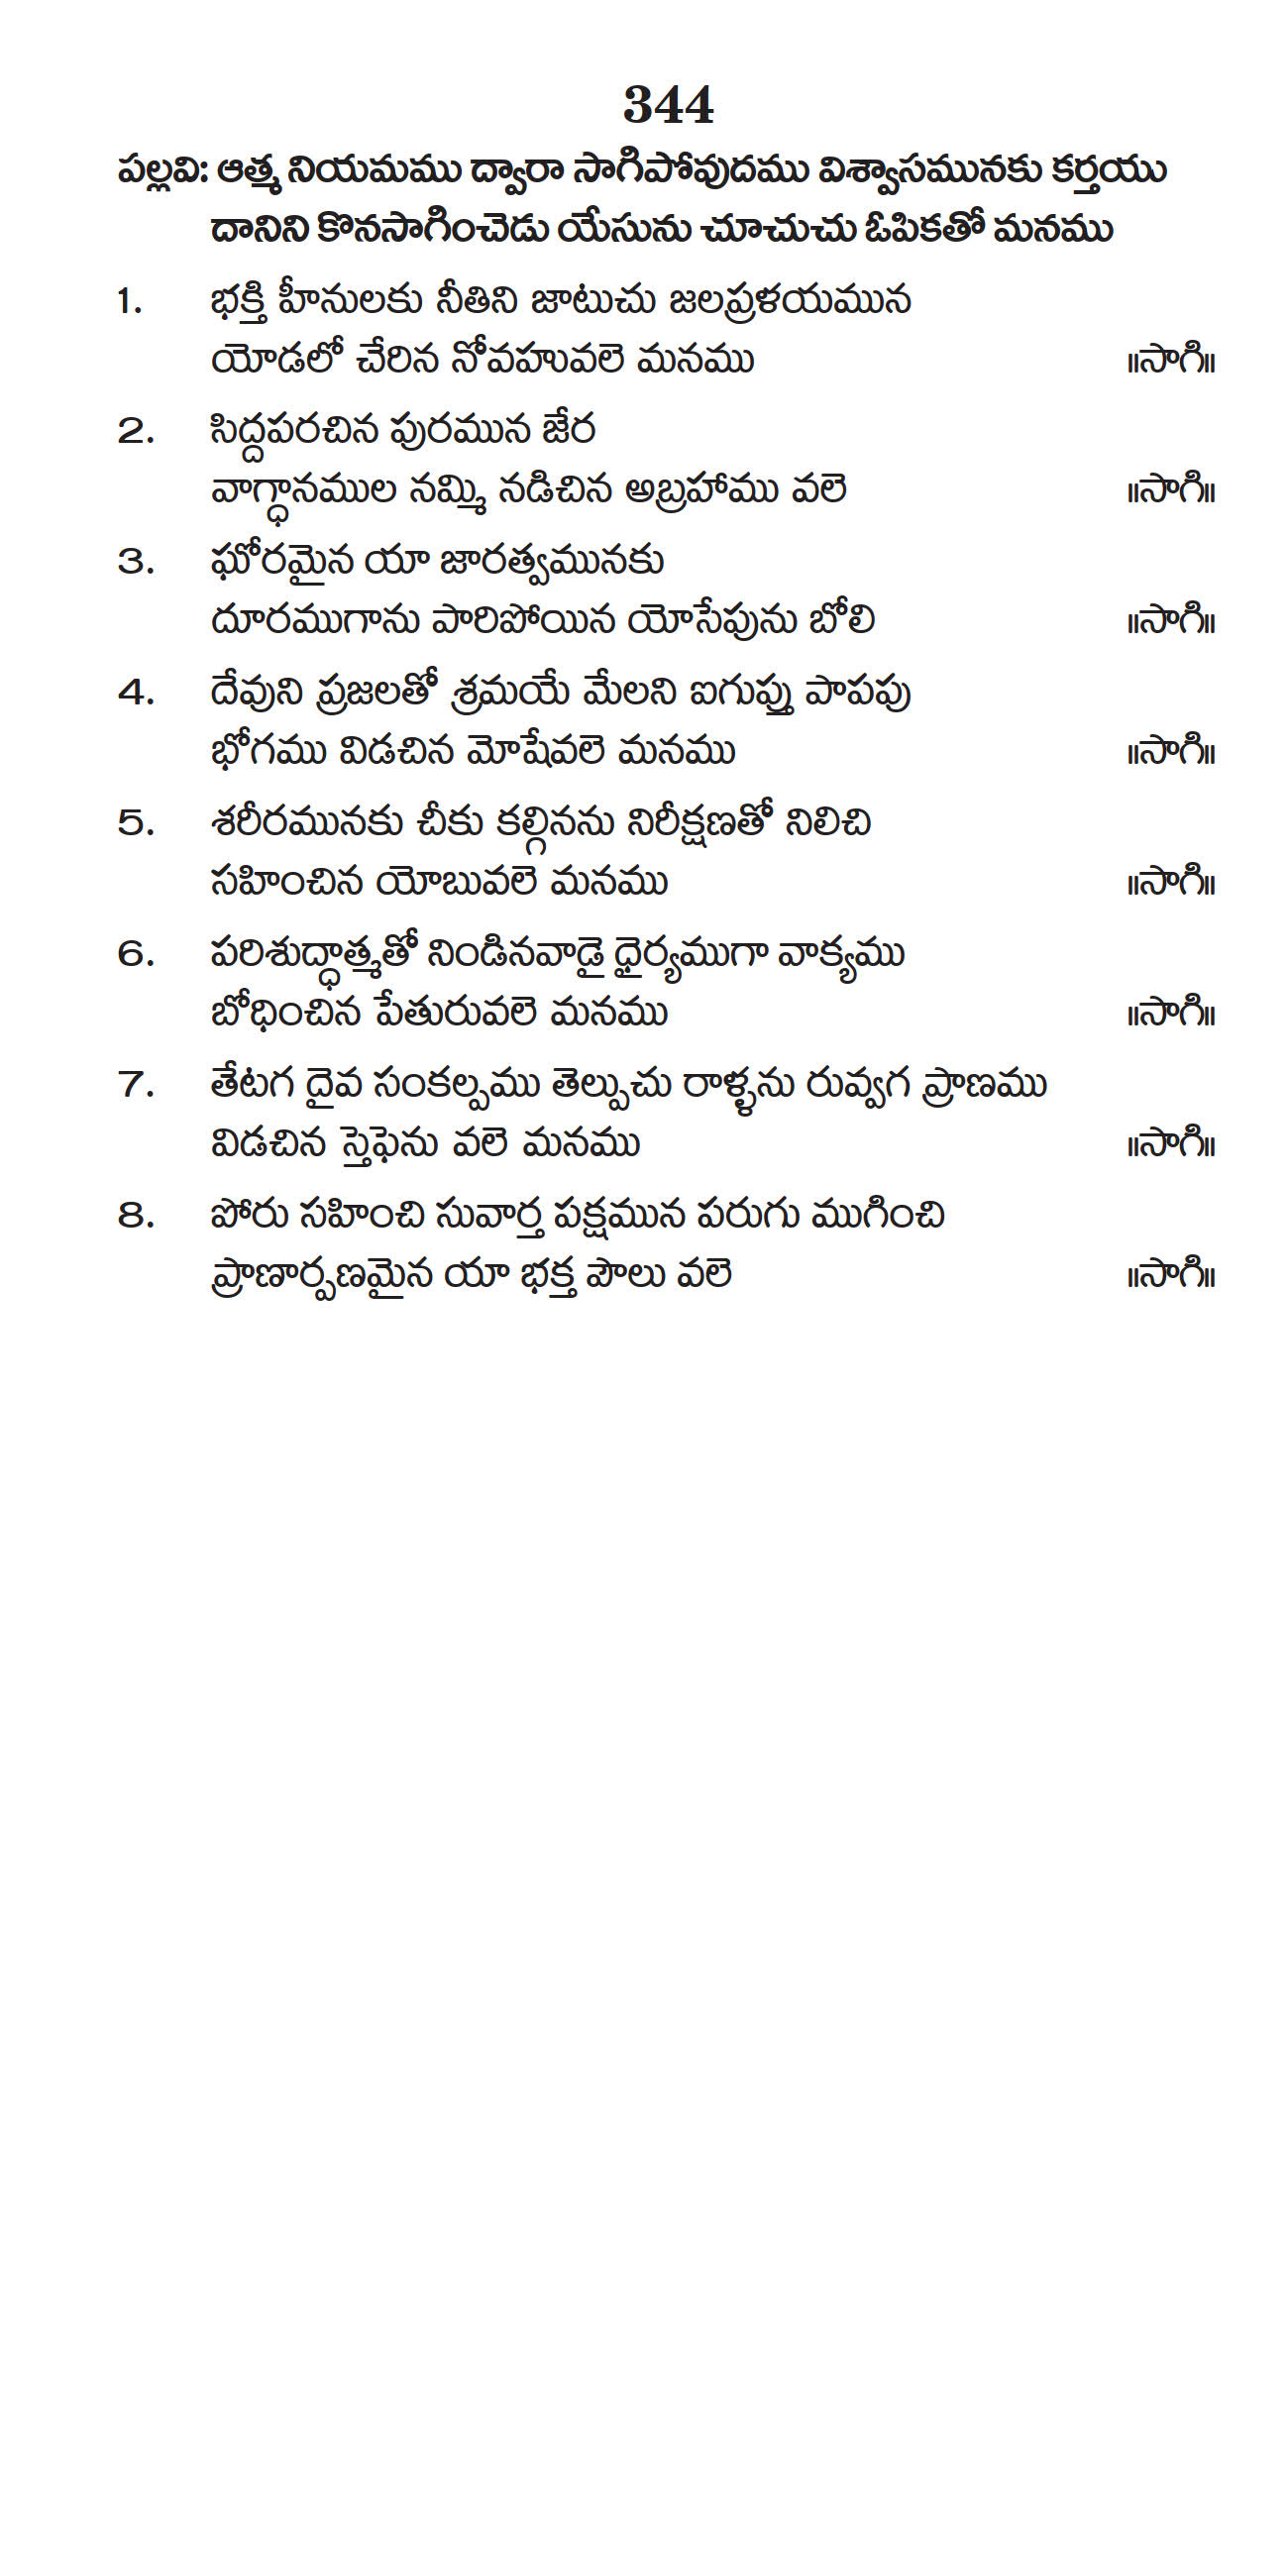 344
పల్లవి: ఆత్మ నియమము ద్వారా సాగిపోవుదము విశ్వాసమునకు కర్తయు
దానిని కొనసాగించెడు యేసును చూచుచు ఓపికతో మనము
1. భక్తి హీనులకు నీతిని జాటుచు జలప్రళయమున
యోడలో చేరిన నోవహువలె మనము ॥సాగి॥
2. సిద్దపరచిన పురమున జేర
వాగ్ధానముల నమ్మి నడిచిన అబ్రహాము వలె ॥సాగి॥
3. ఘోరమైన యా జారత్వమునకు
దూరముగాను పారిపోయిన యోసేపును బోలి ॥సాగి॥
4. దేవుని ప్రజలతో శ్రమయే మేలని ఐగుప్తు పాపపు
భోగము విడచిన మోషేవలె మనము ॥సాగి॥
5. శరీరమునకు చీకు కల్గినను నిరీక్షణతో నిలిచి
సహించిన యోబువలె మనము ॥సాగి॥
6. పరిశుద్ధాత్మతో నిండినవాడై ధైర్యముగా వాక్యము
బోధించిన పేతురువలె మనము ॥సాగి॥
7. తేటగ దైవ సంకల్పము తెల్పుచు రాళ్ళను రువ్వగ ప్రాణము
విడచిన స్తెఫెను వలె మనము ॥సాగి॥
8. పోరు సహించి సువార్త పక్షమున పరుగు ముగించి
ప్రాణార్పణమైన యా భక్త పౌలు వలె ॥సాగి॥